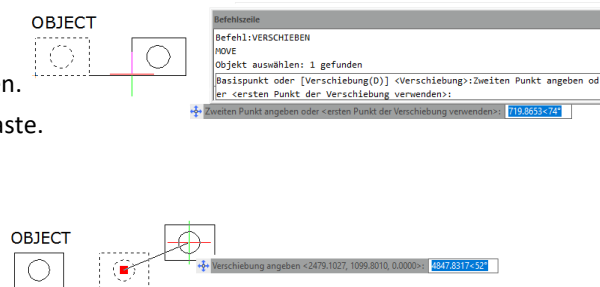 OBJECT
Befehlszeile
Befehl:VERSCHIEBEN
MOVE
Objekt auswählen: 1 gefunden
Basispunkt oder [Verschiebung(D)] <Verschiebung>:Zweiten Punkt angeben od
er <ersten Punkt der Verschiebung verwenden>:
Zweiten Punkt angeben oder <ersten Punkt der Verschiebung verwenden>: 719.8653<74°
OBJECT
Verschiebung angeben <2479.1027, 1099.8010, 0.0000>: 4847.8317<52°